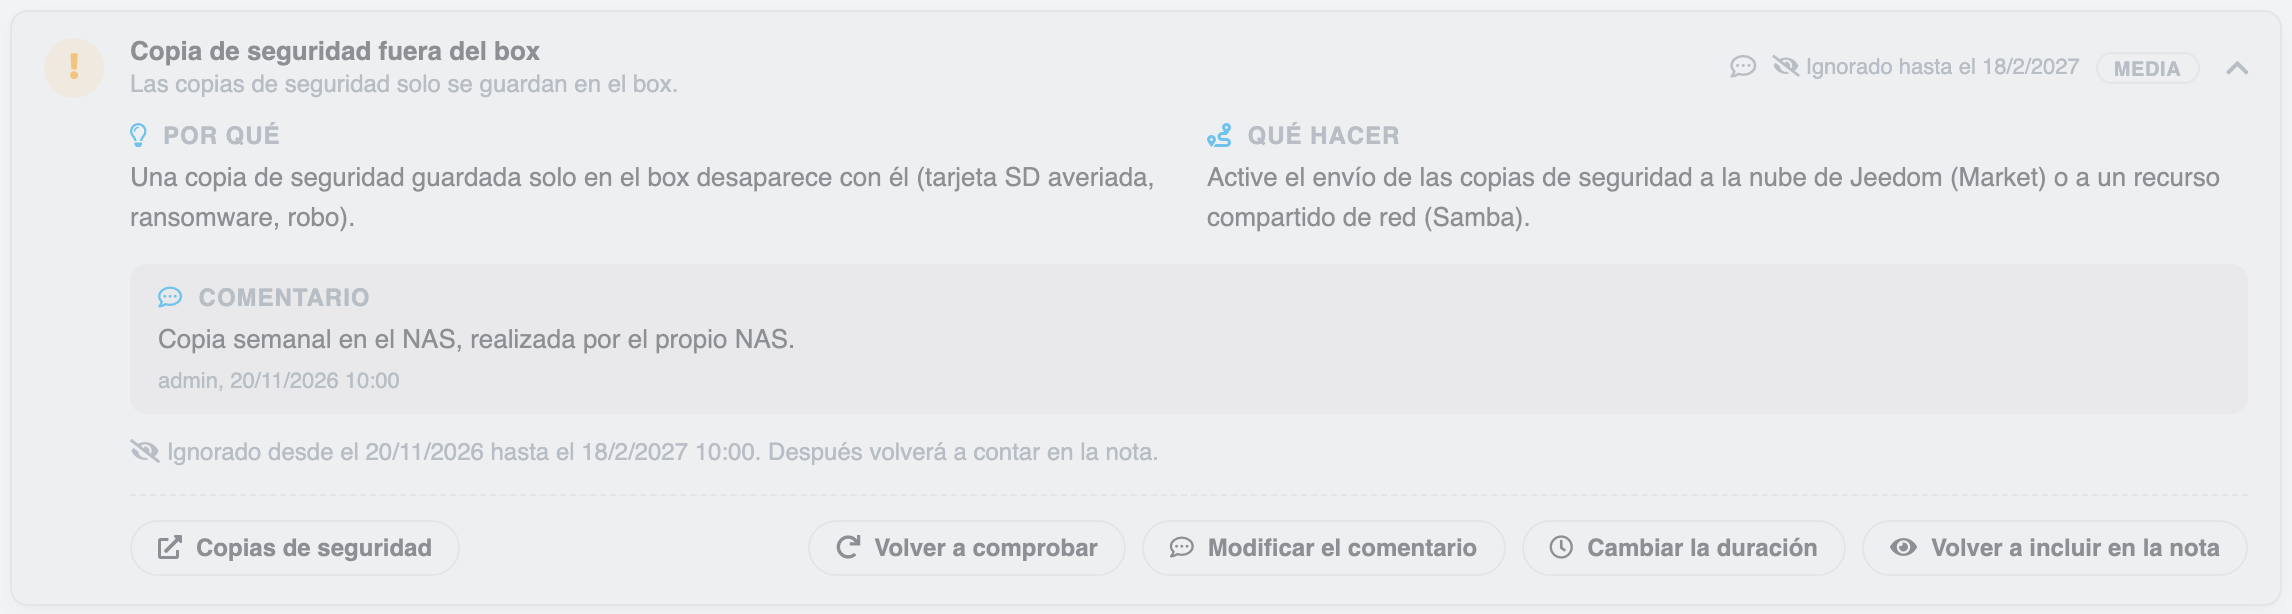 Copia de seguridad fuera del box
Las copias de seguridad solo se guardan en el box.
Ignorado hasta el 18/2/2027
MEDIA
POR QUÉ
Una copia de seguridad guardada solo en el box desaparece con él (tarjeta SD averiada,
ransomware, robo).
QUÉ HACER
Active el envío de las copias de seguridad a la nube de Jeedom (Market) o a un recurso
compartido de red (Samba).
COMENTARIO
Copia semanal en el NAS, realizada por el propio NAS.
admin, 20/11/2026 10:00
Ignorado desde el 20/11/2026 hasta el 18/2/2027 10:00. Después volverá a contar en la nota.
Copias de seguridad
Volver a comprobar
Modificar el comentario
Cambiar la duración
Volver a incluir en la nota